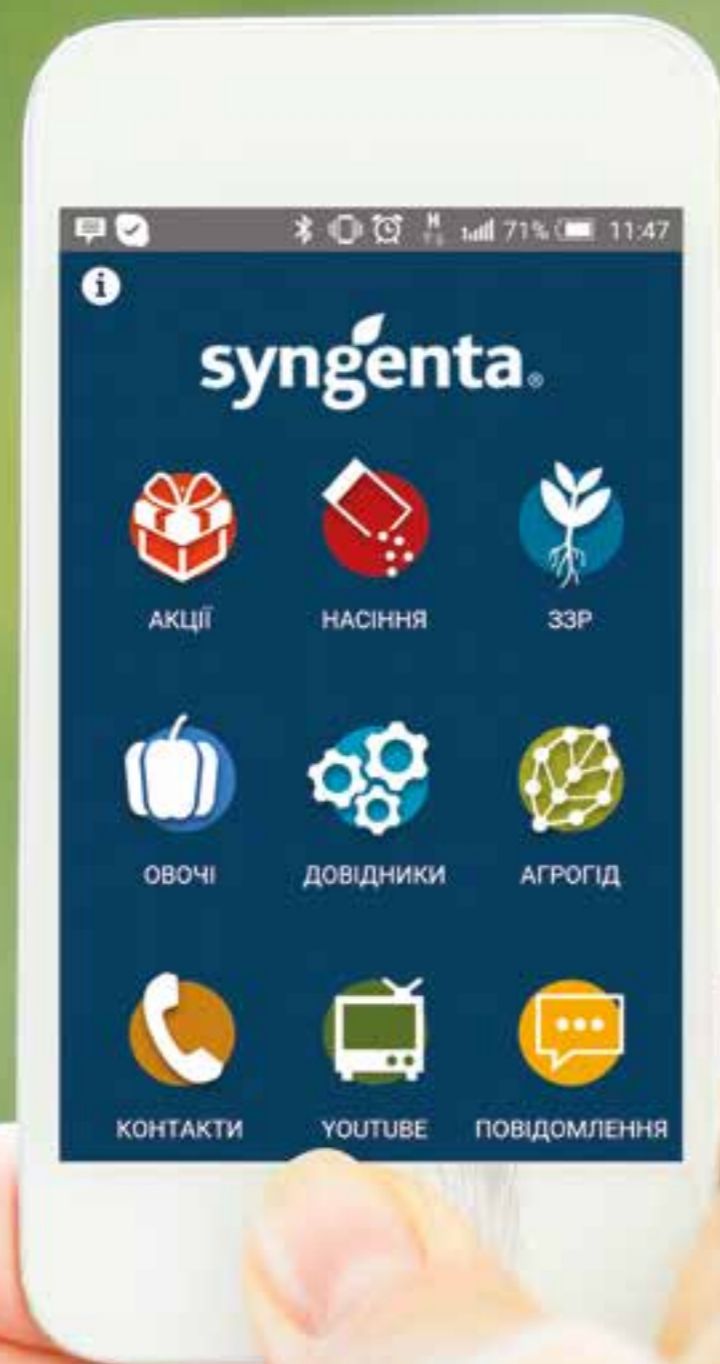 71% 11:47
syngenta®
АКЦІЇ НАСІННЯ ЗЗР
ОВОЧІ ДОВІДНИКИ АГРОГІД
КОНТАКТИ YOUTUBE ПОВІДОМЛЕННЯ